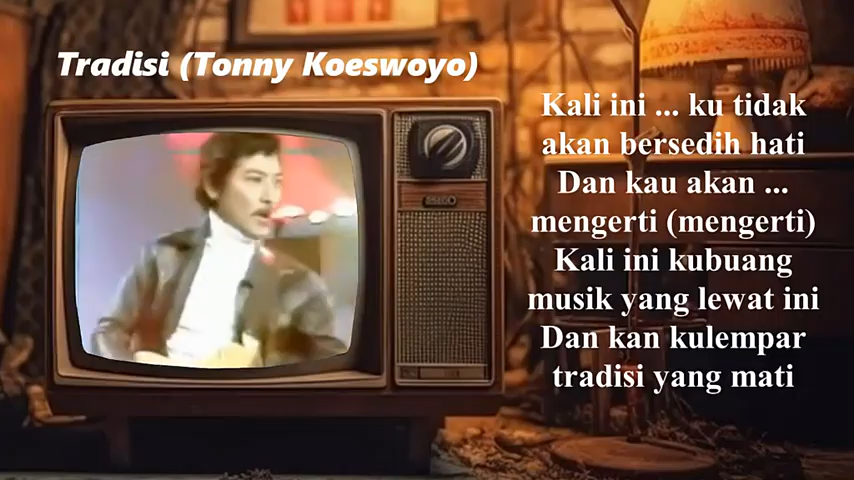 Tradisi (Tonny Koeswoyo)
Kali ini ... ku tidak
akan bersedih hati
Dan kau akan ...
mengerti (mengerti)
Kali ini kubuang
musik yang lewat ini
Dan kan kulempar
tradisi yang mati